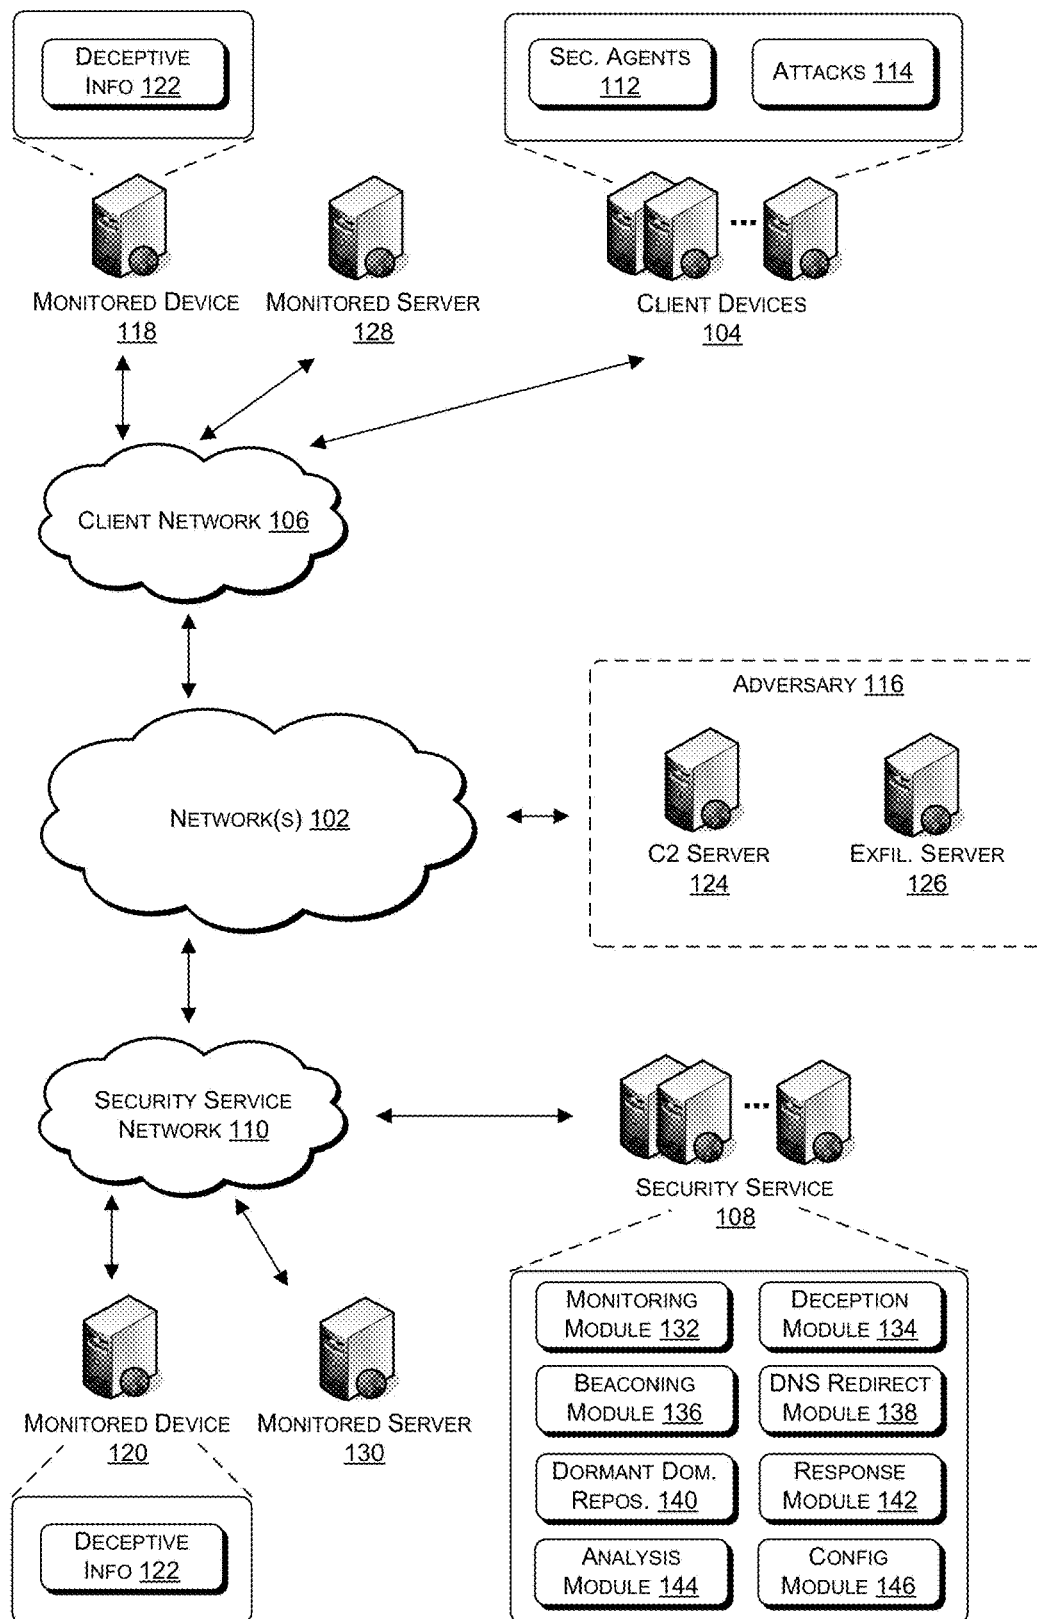 DECEPTIVE
INFO 122
SEC. AGENTS
112
ATTACKS 114
MONITORED DEVICE
118
MONITORED SERVER
128
CLIENT DEVICES
104
CLIENT NETWORK 106
ADVERSARY 116
NETWORK(S) 102
C2 SERVER
124
EXFIL. SERVER
126
SECURITY SERVICE
NETWORK 110
SECURITY SERVICE
108
MONITORED DEVICE
120
MONITORED SERVER
130
DECEPTIVE
INFO 122
MONITORING
MODULE 132
DECEPTION
MODULE 134
BEACONING
MODULE 136
DNS REDIRECT
MODULE 138
DORMANT DOM.
REPOS. 140
RESPONSE
MODULE 142
ANALYSIS
MODULE 144
CONFIG
MODULE 146